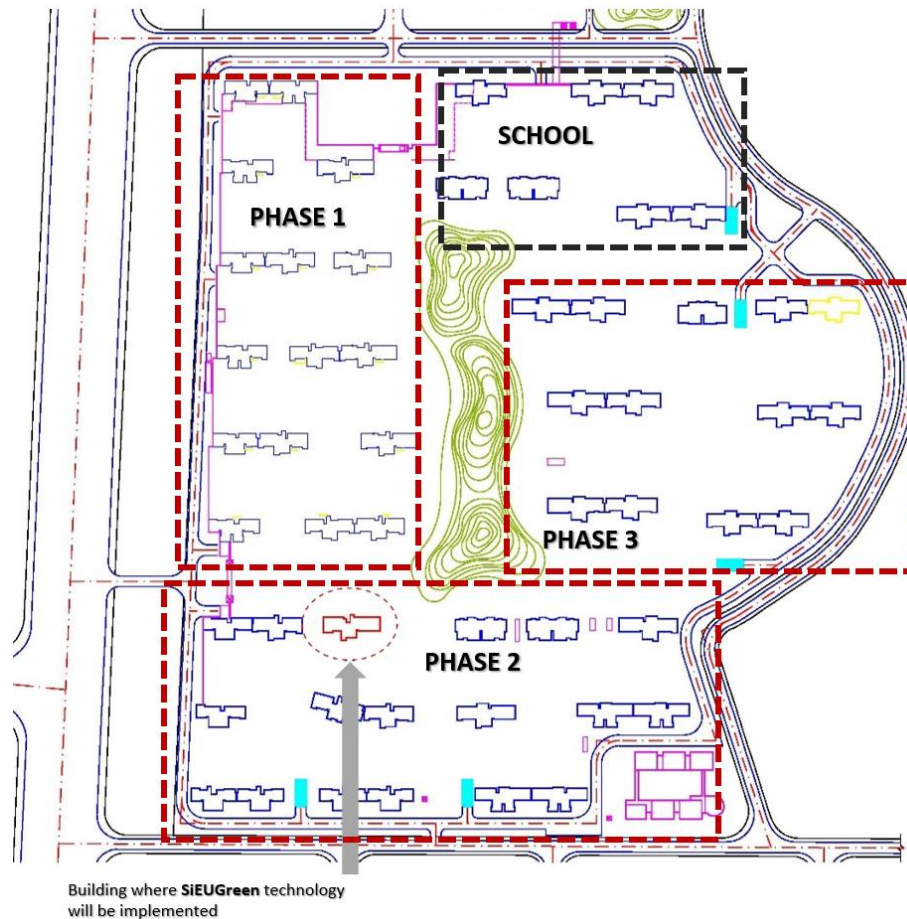 SCHOOL
PHASE 1
PHASE 3
PHASE 2
Building where SiEUGreen technology
will be implemented